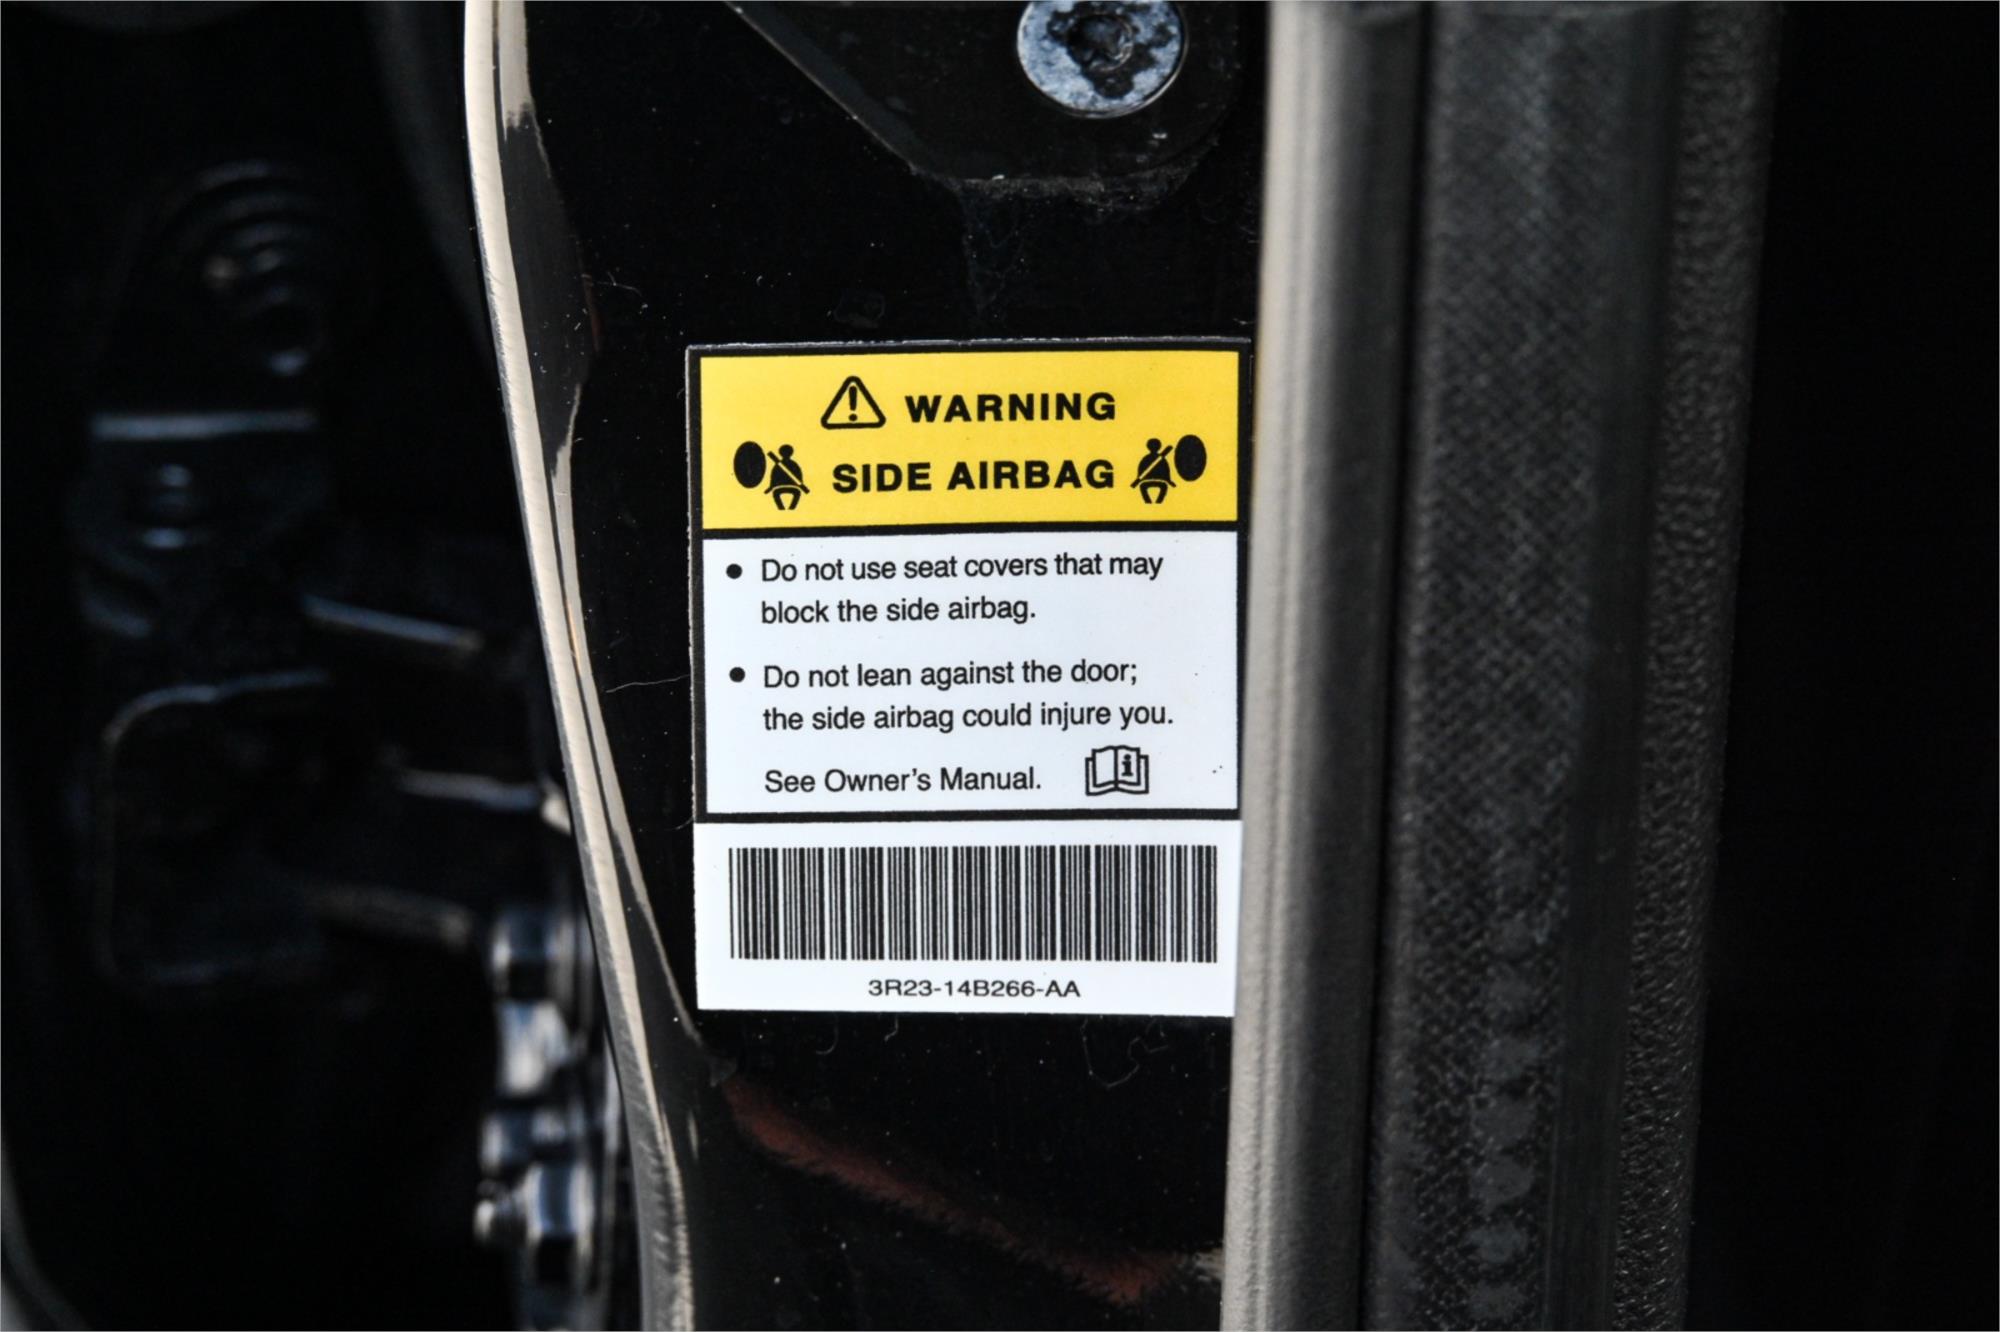 WARNING
SIDE AIRBAG
• Do not use seat covers that may
block the side airbag.
• Do not lean against the door;
the side airbag could injure you.
See Owner's Manual.
3R23-14B266-AA